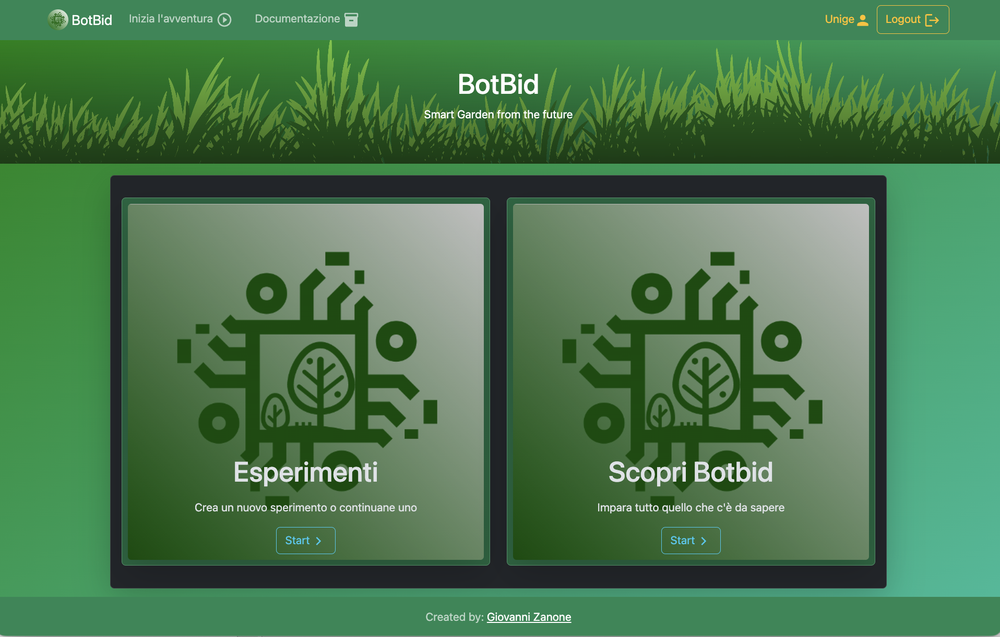 BotBid
Inizia l'avventura
Documentazione
Unige
Logout
BotBid
Smart Garden from the future
Esperimenti
Crea un nuovo sperimento o continuane uno
Start
Scopri Botbid
Impara tutto quello che c'è da sapere
Start
Created by: Giovanni Zanone